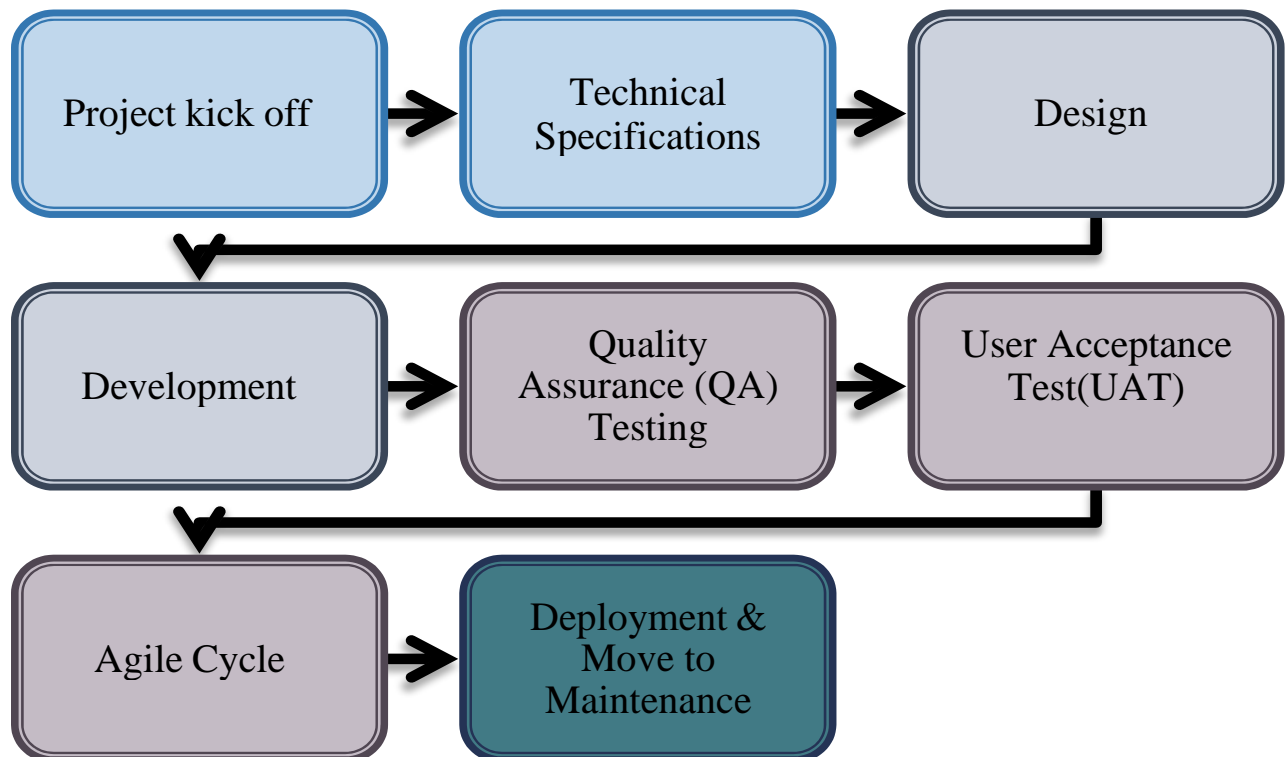 Project kick off
Technical
Specifications
Design
Development
Quality
Assurance (QA)
Testing
User Acceptance
Test(UAT)
Agile Cycle
Deployment &
Move to
Maintenance